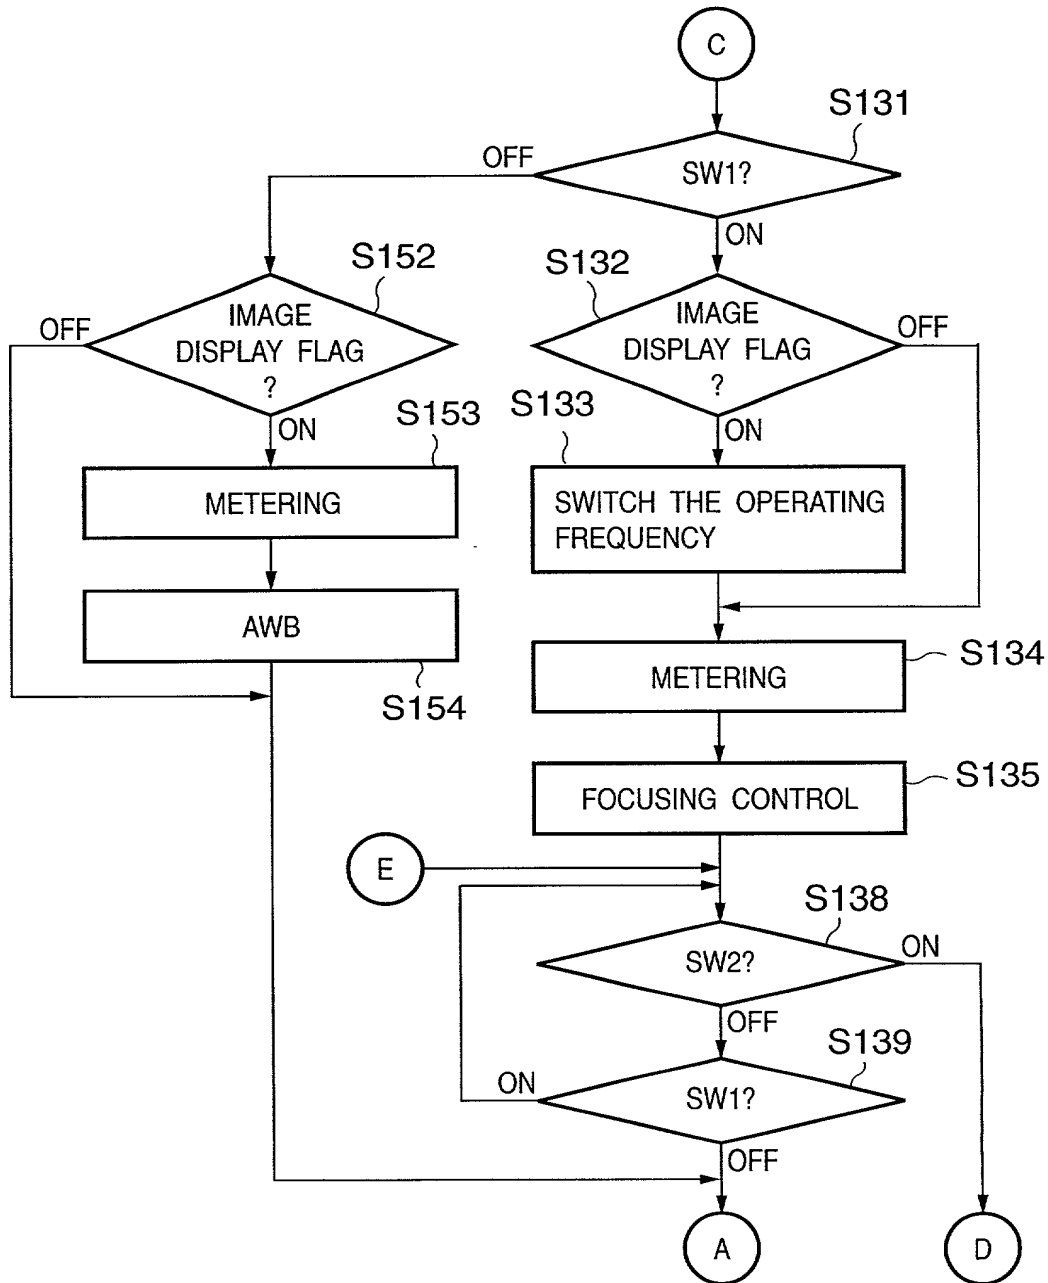 C
S131
SW1?
OFF
ON
S152
IMAGE
DISPLAY FLAG
?
OFF
ON
S153
METERING
AWB
S154
S132
IMAGE
DISPLAY FLAG
?
OFF
ON
S133
SWITCH THE OPERATING
FREQUENCY
METERING
S134
FOCUSING CONTROL
S135
E
S138
SW2?
ON
OFF
S139
SW1?
ON
OFF
A
D